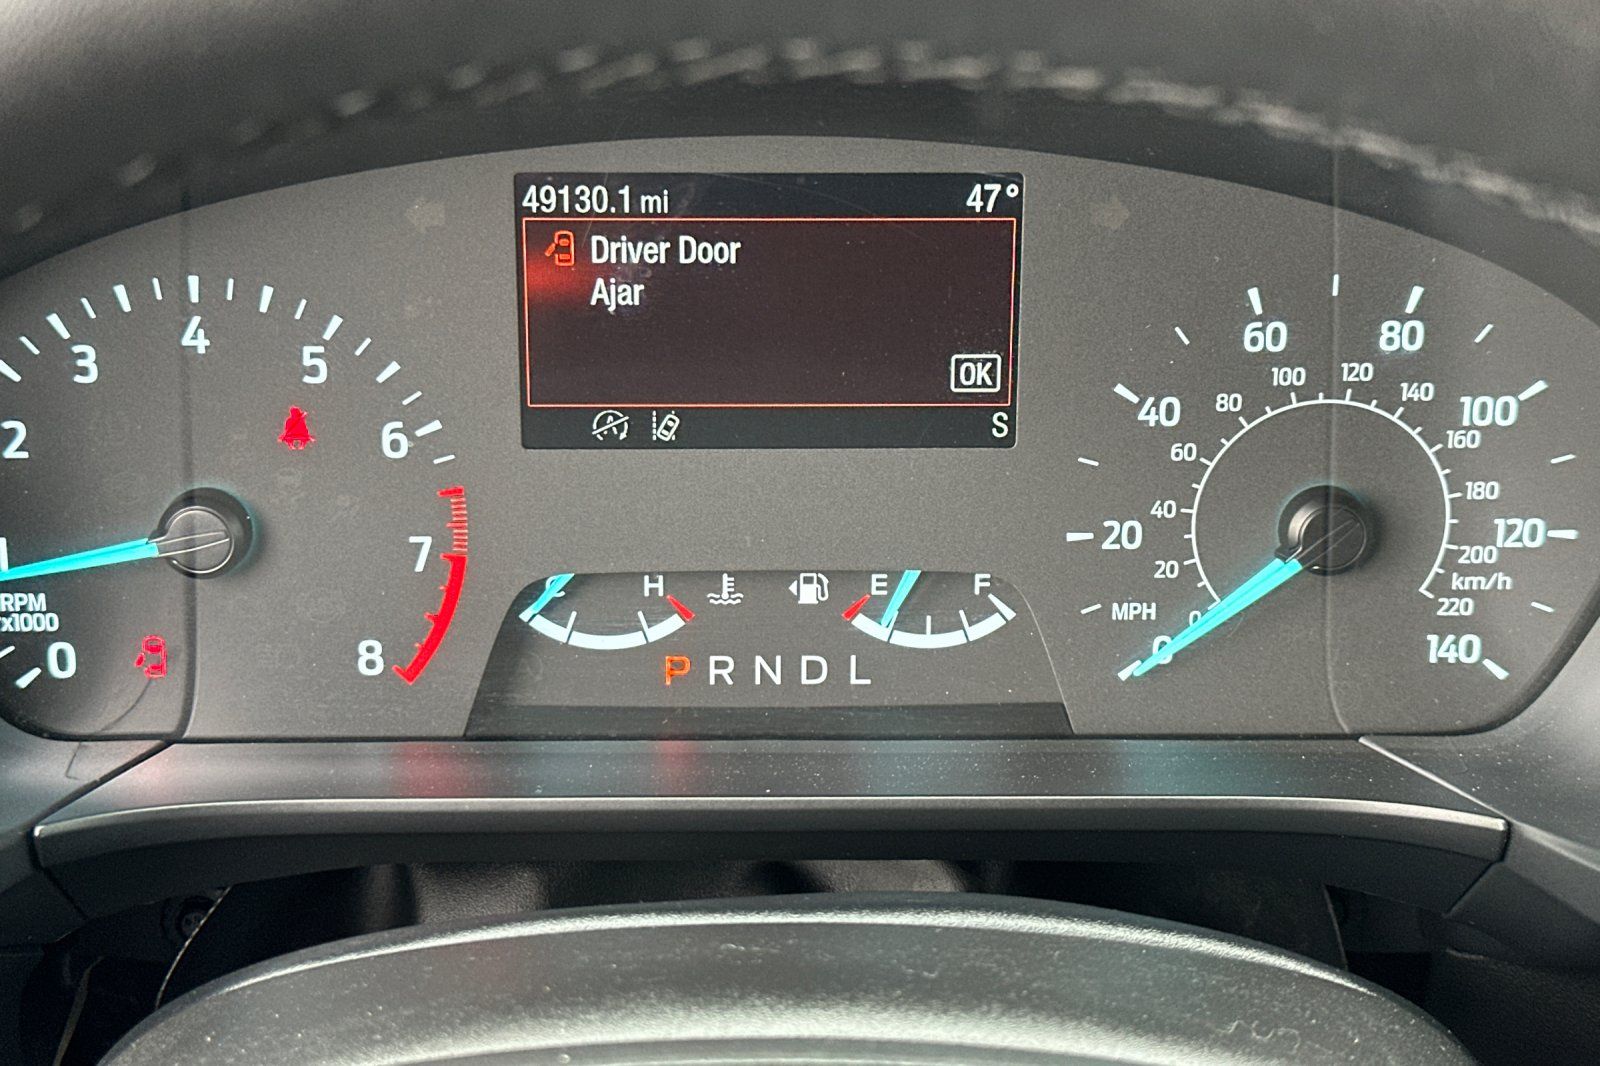 49130.1 mi 47°
Driver Door
Ajar
OK
S
1 2 3 4 5 6 7 8
RPM
x1000
0
C H
E F
P R N D L
0 20 40 60 80 100 120 140
MPH
0 20 40 60 80 100 120 140 160 180 200 220
km/h